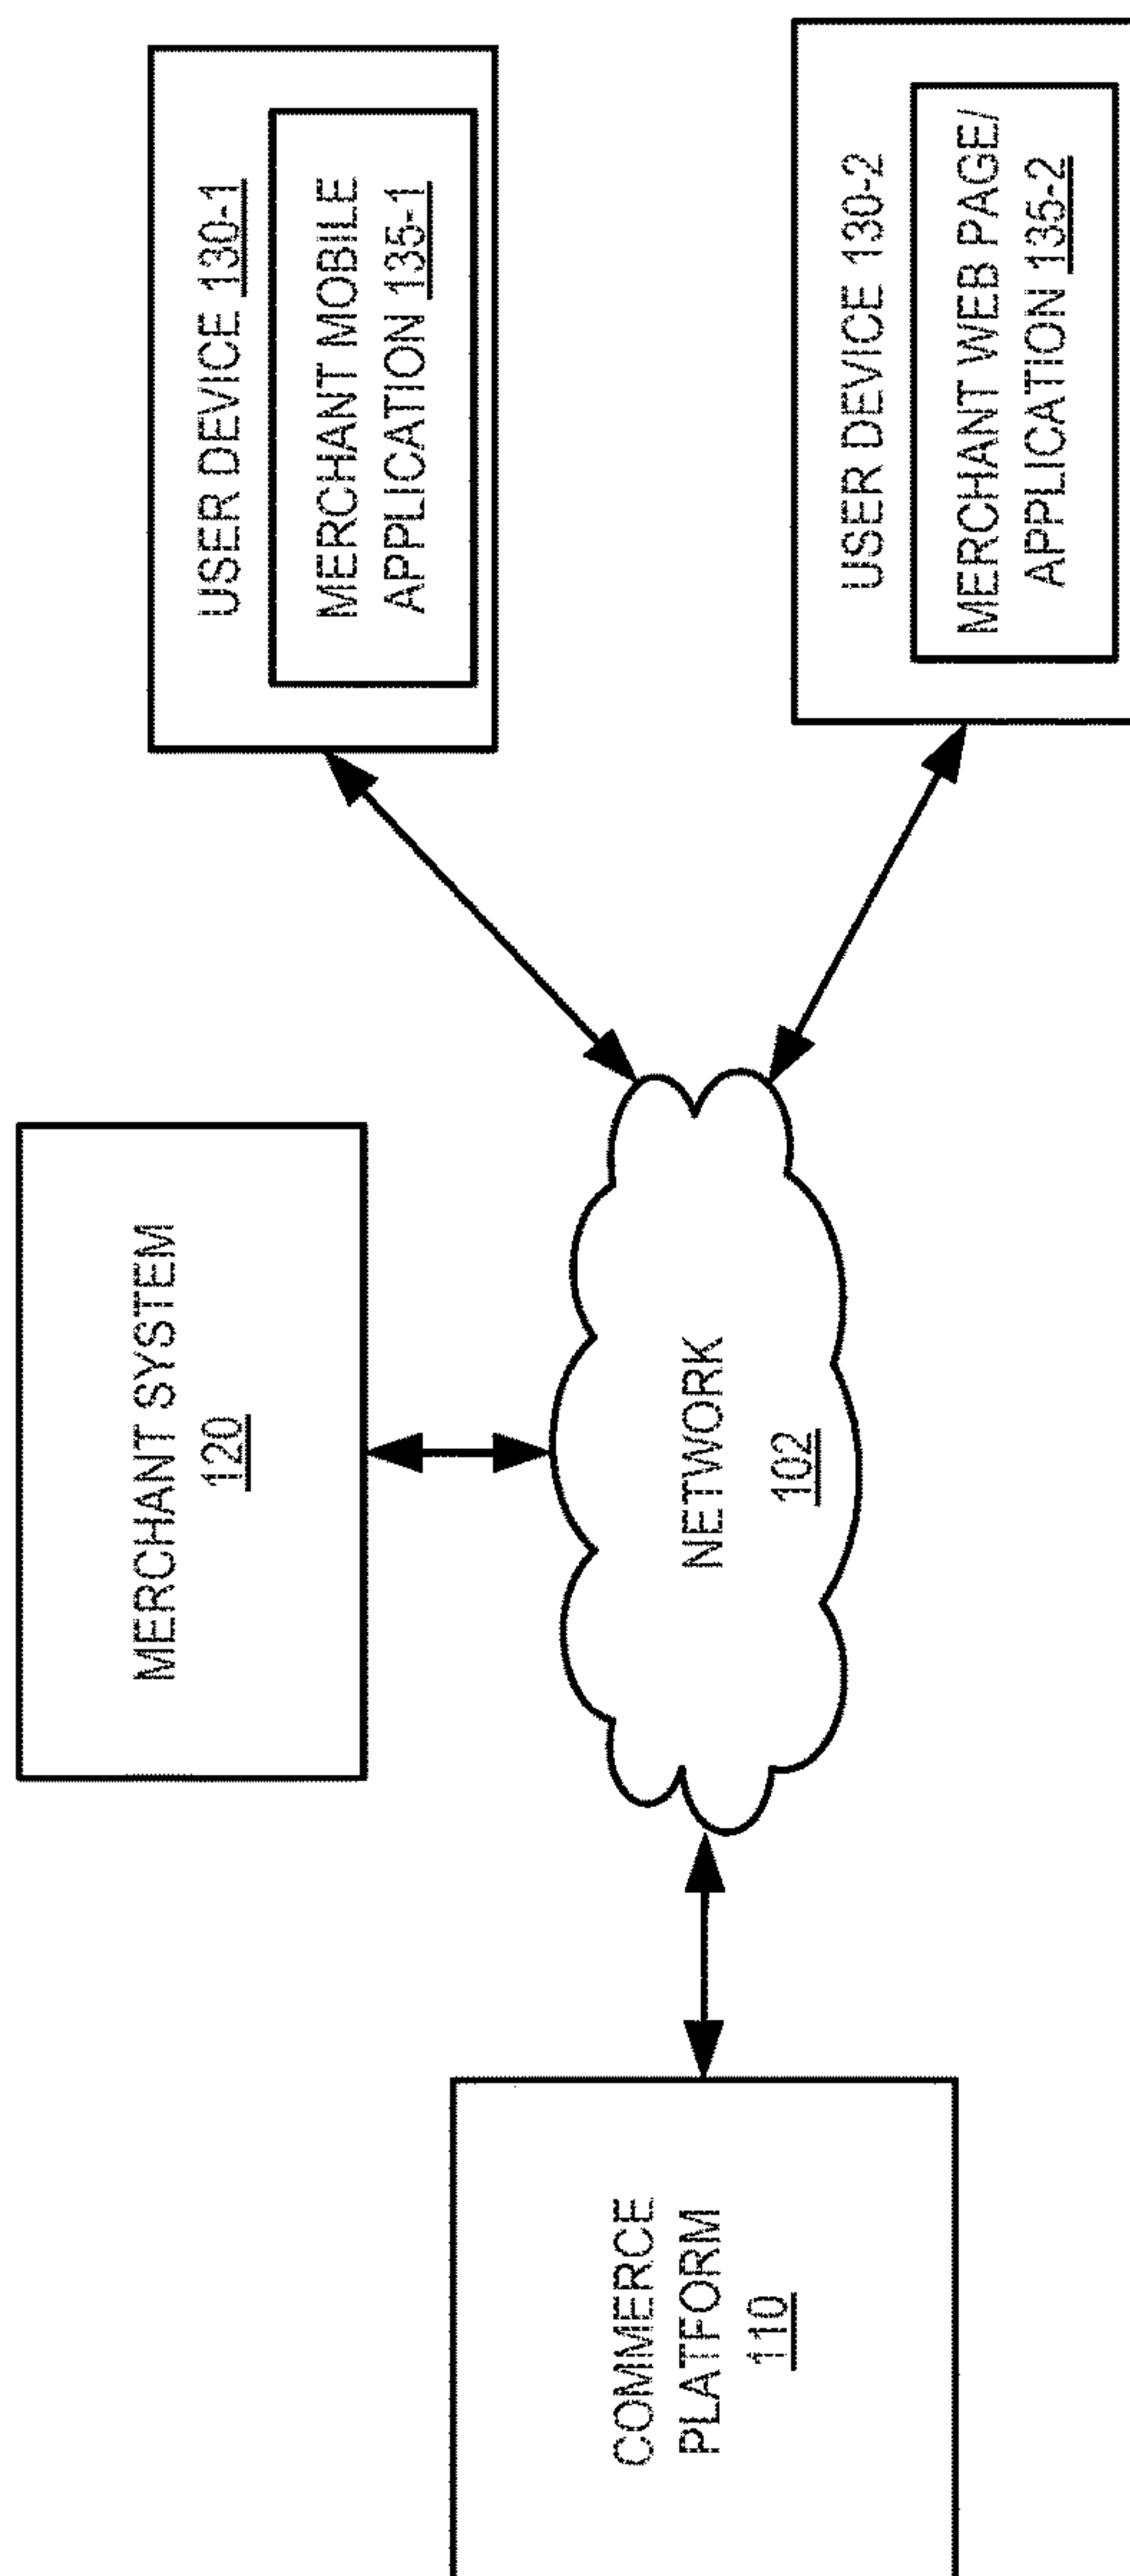 MERCHANT SYSTEM
120
USER DEVICE 130-1
MERCHANT MOBILE
APPLICATION 135-1
COMMERCE
PLATFORM
110
NETWORK
102
USER DEVICE 130-2
MERCHANT WEB PAGE/
APPLICATION 135-2